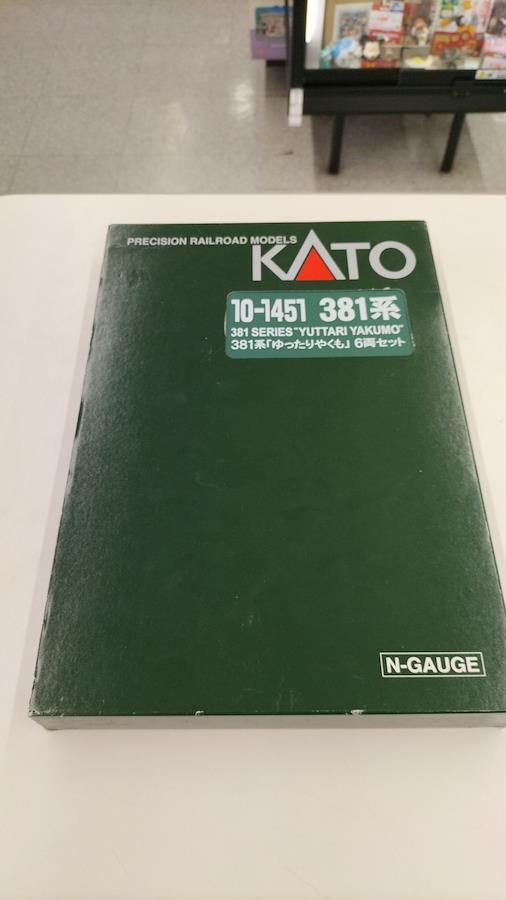 PRECISION RAILROAD MODELS
KATO
10-1451 381系
381 SERIES "YUTTARI YAKUMO"
381系「ゆったりやくも」 6両セット
N-GAUGE